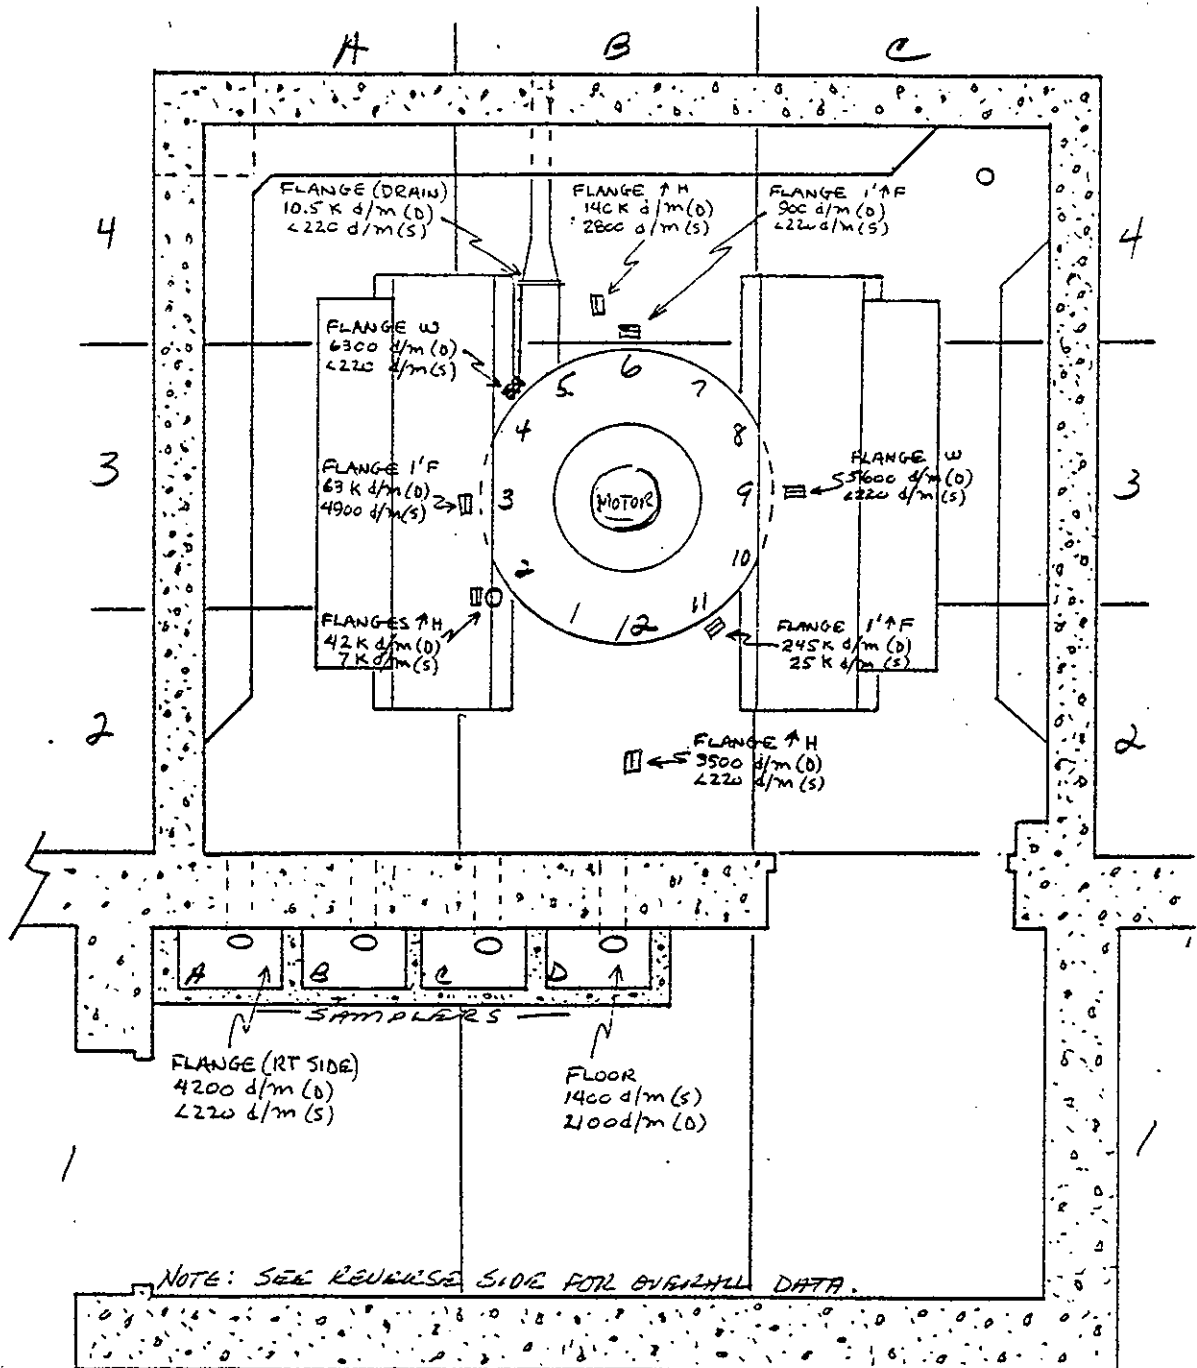 A B C
FLANGE (DRAIN)
10.5 K d/m (D)
<220 d/m (S)
FLANGE ↑ H
140 K d/m (D)
2800 d/m (S)
FLANGE 1'↑F
900 d/m (D)
<220 d/m (S)
4
4
FLANGE W
6300 d/m (D)
<220 d/m (S)
5 6 7
4 8
3
FLANGE 1'F
63 K d/m (D)
4900 d/m (S)
3
MOTOR
9
FLANGE W
5600 d/m (D)
<220 d/m (S)
3
2 10
1 12 11
FLANGES ↑H
42 K d/m (D)
7 K d/m (S)
FLANGE 1'↑F
245 K d/m (D)
25 K d/m (S)
2
2
FLANGE ↑ H
3500 d/m (D)
<220 d/m (S)
A B C D
SAMPLERS
FLANGE (RT SIDE)
4200 d/m (D)
<220 d/m (S)
FLOOR
1400 d/m (S)
2100 d/m (D)
1
1
NOTE: SEE REVERSE SIDE FOR OVERALL DATA.